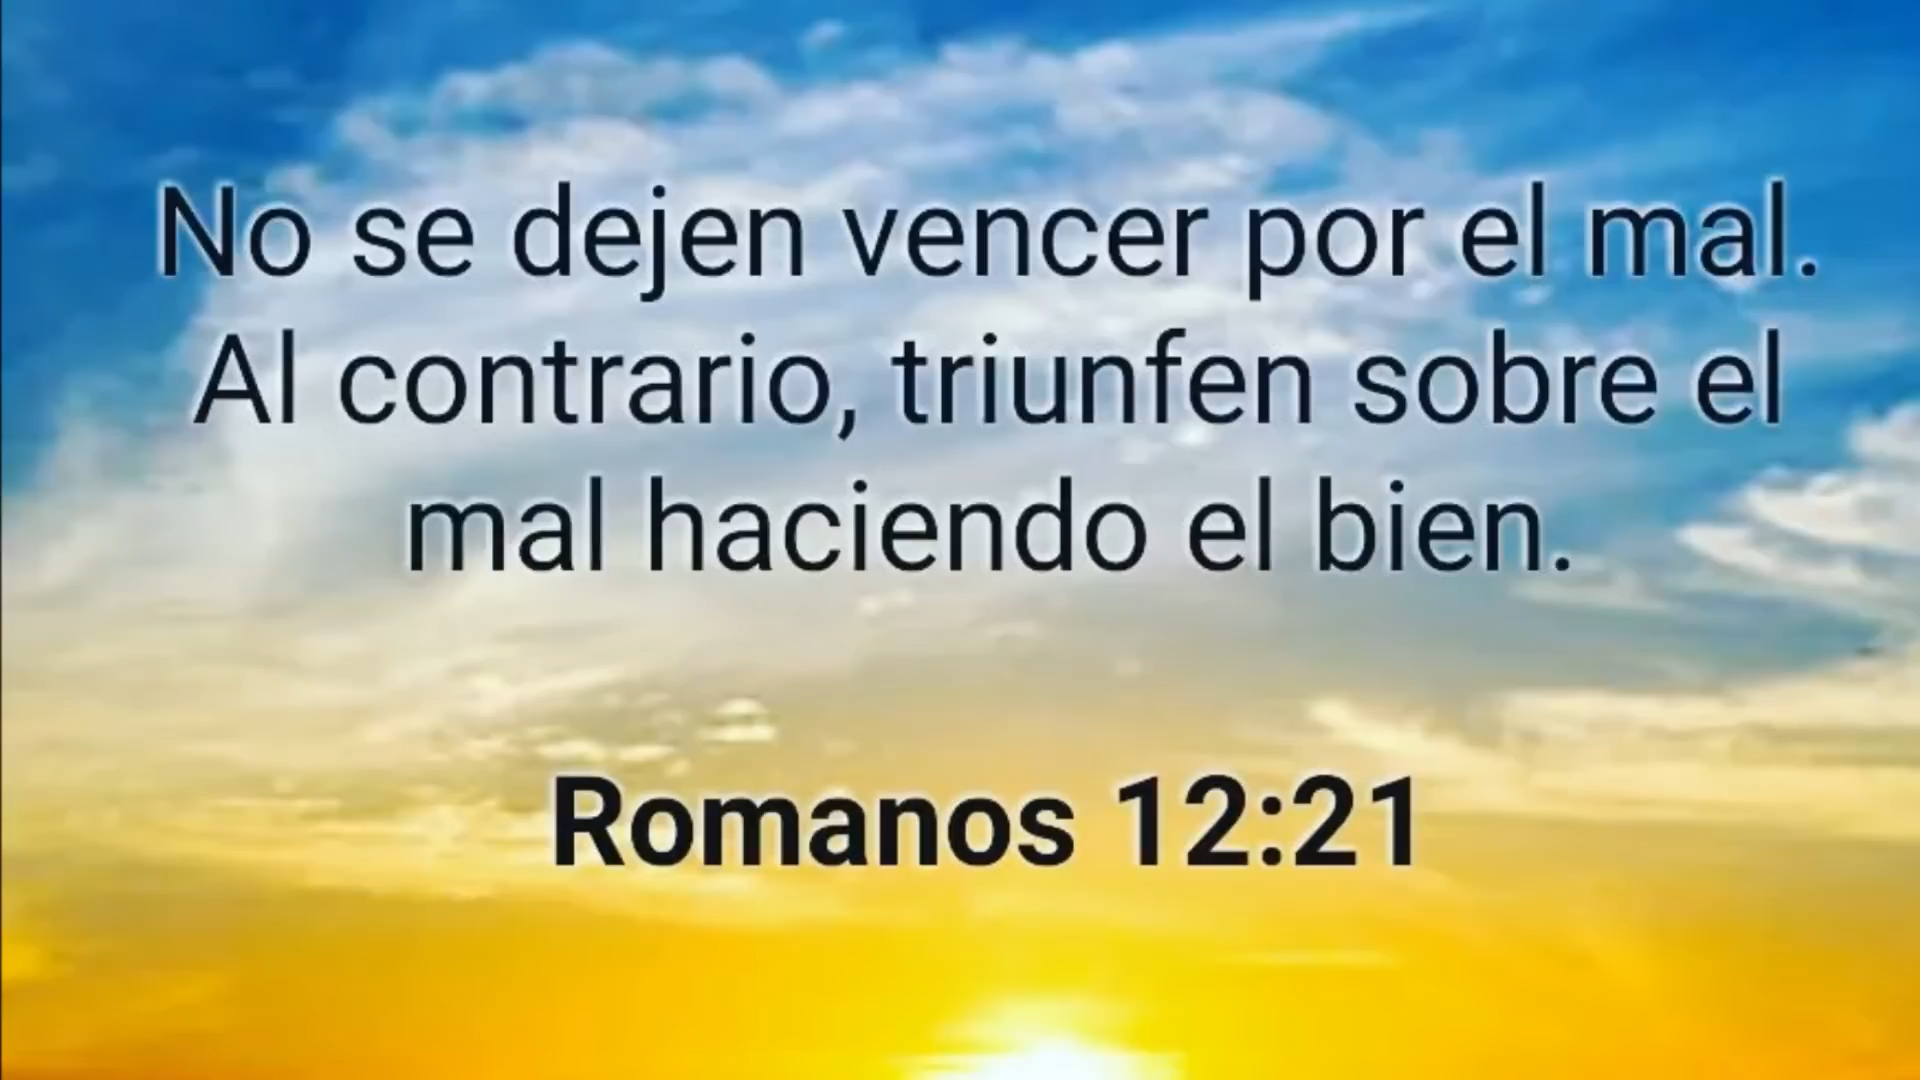 No se dejen vencer por el mal.
Al contrario, triunfen sobre el
mal haciendo el bien.
Romanos 12:21